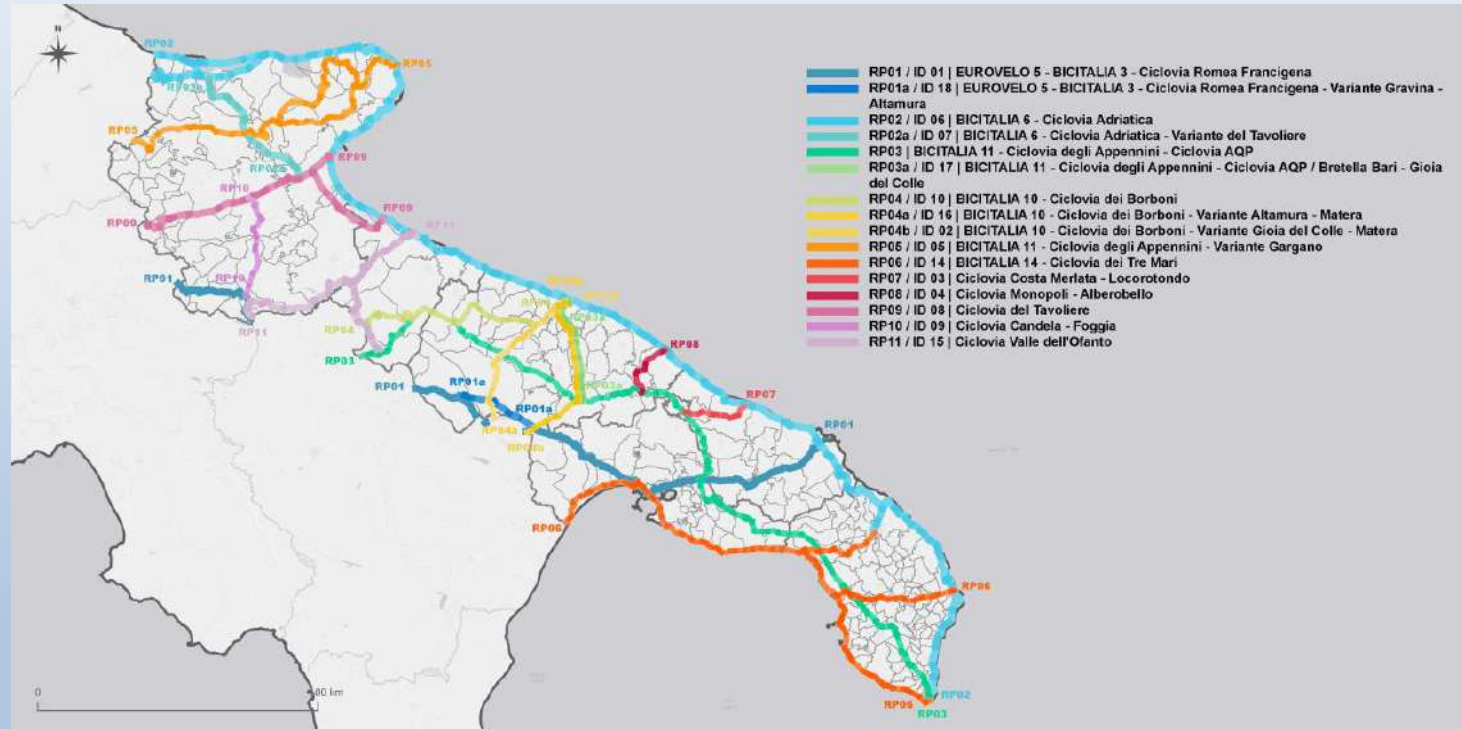 N
RP02
RP05
RP02a
RP05
RP09
RP02a
RP10
RP09
RP09
RP11
RP01
RP10
RP11
RP04
RP03
RP03a
RP08
RP01
RP01a
RP03a
RP01a
RP07
RP04a
RP04b
RP01
RP06
RP06
RP06
RP02
RP03
0
km
RP01 / ID 01 | EUROVELO 5 - BICITALIA 3 - Ciclovia Romea Francigena
RP01a / ID 18 | EUROVELO 5 - BICITALIA 3 - Ciclovia Romea Francigena - Variante Gravina -
Altamura
RP02 / ID 06 | BICITALIA 6 - Ciclovia Adriatica
RP02a / ID 07 | BICITALIA 6 - Ciclovia Adriatica - Variante del Tavoliere
RP03 | BICITALIA 11 - Ciclovia degli Appennini - Ciclovia AQP
RP03a / ID 17 | BICITALIA 11 - Ciclovia degli Appennini - Ciclovia AQP / Bretella Bari - Gioia
del Colle
RP04 / ID 10 | BICITALIA 10 - Ciclovia dei Borboni
RP04a / ID 16 | BICITALIA 10 - Ciclovia dei Borboni - Variante Altamura - Matera
RP04b / ID 02 | BICITALIA 10 - Ciclovia dei Borboni - Variante Gioia del Colle - Matera
RP05 / ID 05 | BICITALIA 11 - Ciclovia degli Appennini - Variante Gargano
RP06 / ID 14 | BICITALIA 14 - Ciclovia dei Tre Mari
RP07 / ID 03 | Ciclovia Costa Merlata - Locorotondo
RP08 / ID 04 | Ciclovia Monopoli - Alberobello
RP09 / ID 08 | Ciclovia del Tavoliere
RP10 / ID 09 | Ciclovia Candela - Foggia
RP11 / ID 15 | Ciclovia Valle dell'Ofanto